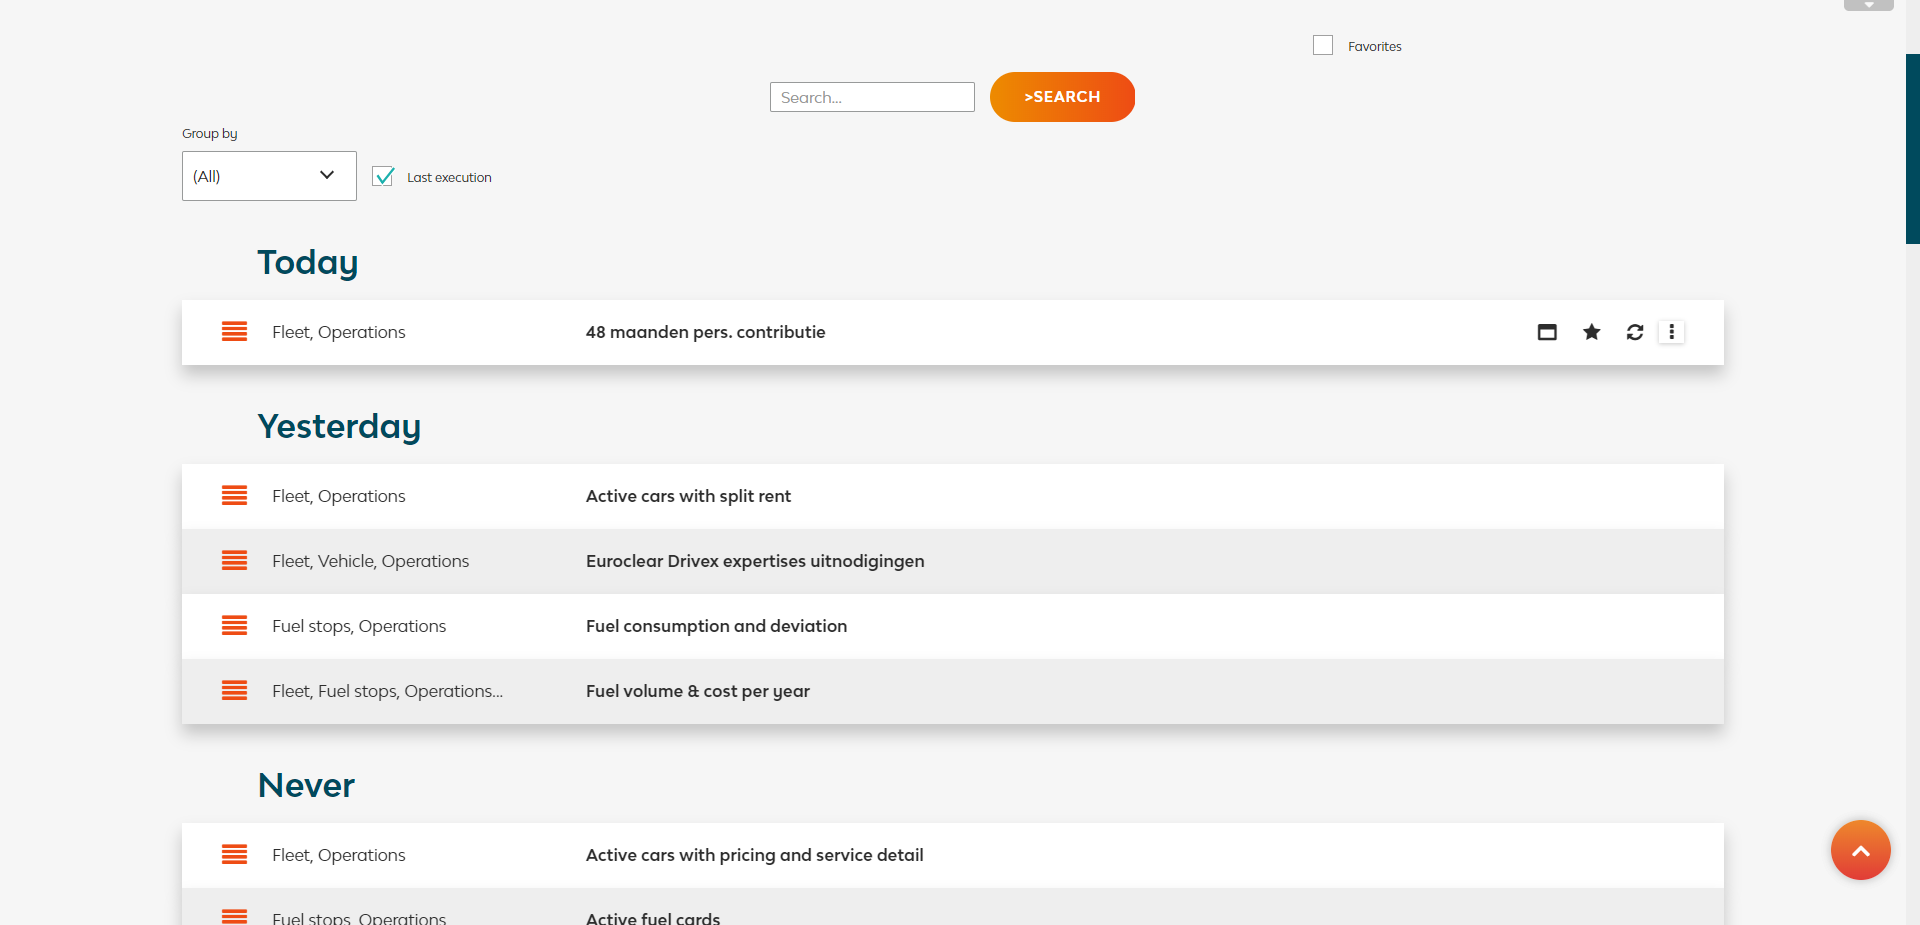 Favorites
Search...
>SEARCH
Group by
(All)
Last execution
Today
Fleet, Operations
48 maanden pers. contributie
Yesterday
Fleet, Operations
Active cars with split rent
Fleet, Vehicle, Operations
Euroclear Drivex expertises uitnodigingen
Fuel stops, Operations
Fuel consumption and deviation
Fleet, Fuel stops, Operations...
Fuel volume & cost per year
Never
Fleet, Operations
Active cars with pricing and service detail
Fuel stops, Operations
Active fuel cards